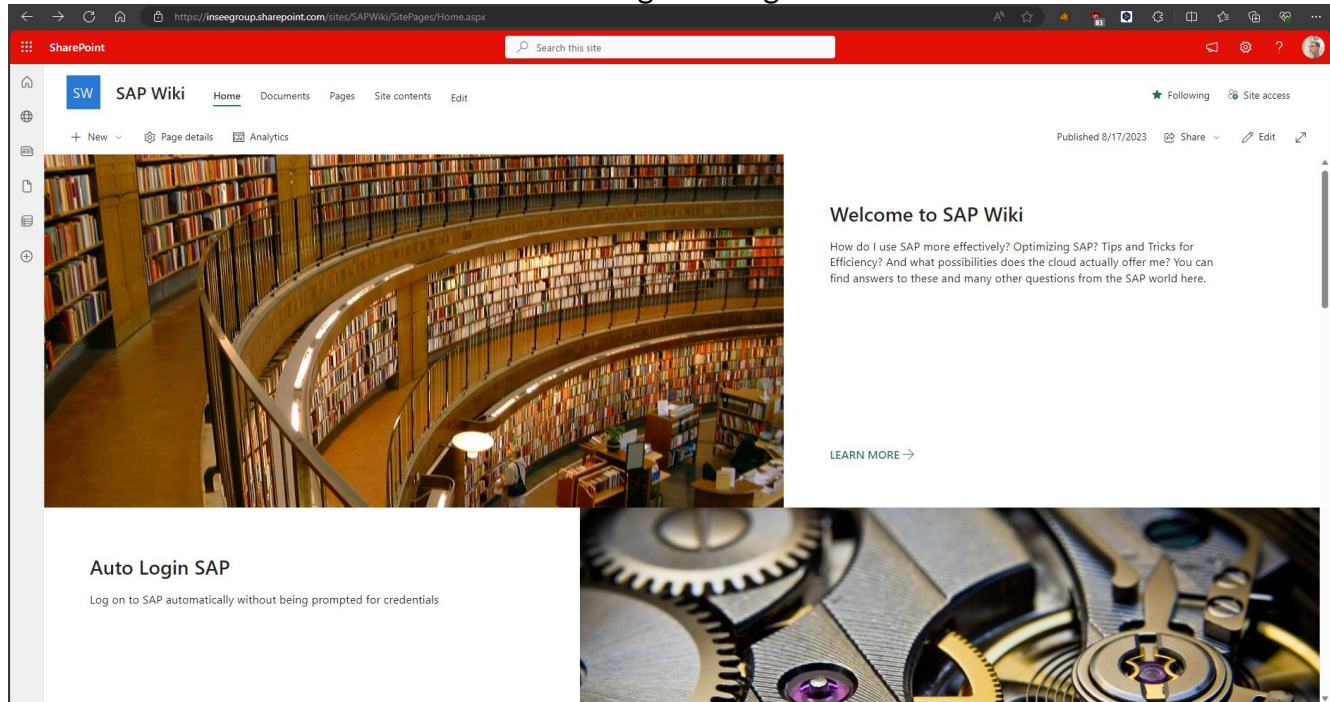 https://inseegroup.sharepoint.com/sites/SAPWiki/SitePages/Home.aspx
83
SharePoint
Search this site
SW
SAP Wiki
Home Documents Pages Site contents Edit
Following Site access
New Page details Analytics
Published 8/17/2023 Share Edit
Welcome to SAP Wiki
How do I use SAP more effectively? Optimizing SAP? Tips and Tricks for
Efficiency? And what possibilities does the cloud actually offer me? You can
find answers to these and many other questions from the SAP world here.
LEARN MORE
Auto Login SAP
Log on to SAP automatically without being prompted for credentials